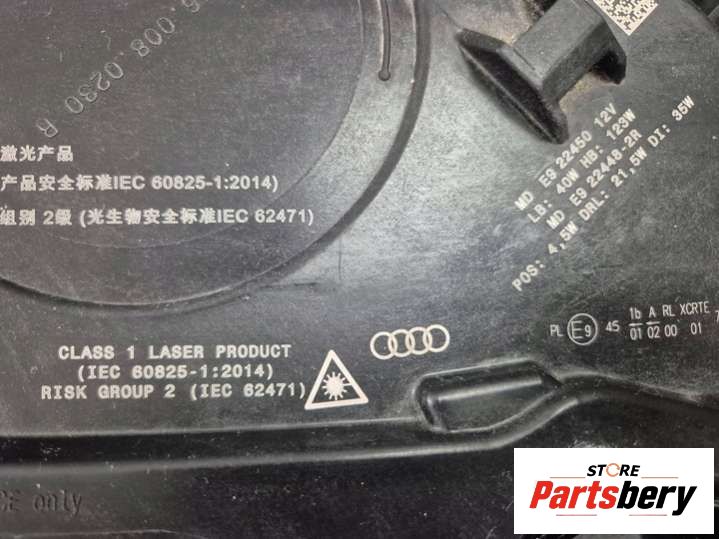 6.008.0230 R
激光产品
产品安全标准IEC 60825-1:2014)
组别 2級 (光生物安全标准IEC 62471)
MD E9 22450 12V
LB: 40W HB: 123W
MD E9 22448-2R
POS: 4,5W DRL: 21,5W DI: 35W
PL E9 45 1b A RL XCRTE
01 02 00 01 7
CLASS 1 LASER PRODUCT
(IEC 60825-1:2014)
RISK GROUP 2 (IEC 62471)
CE only
STORE
Partsbery